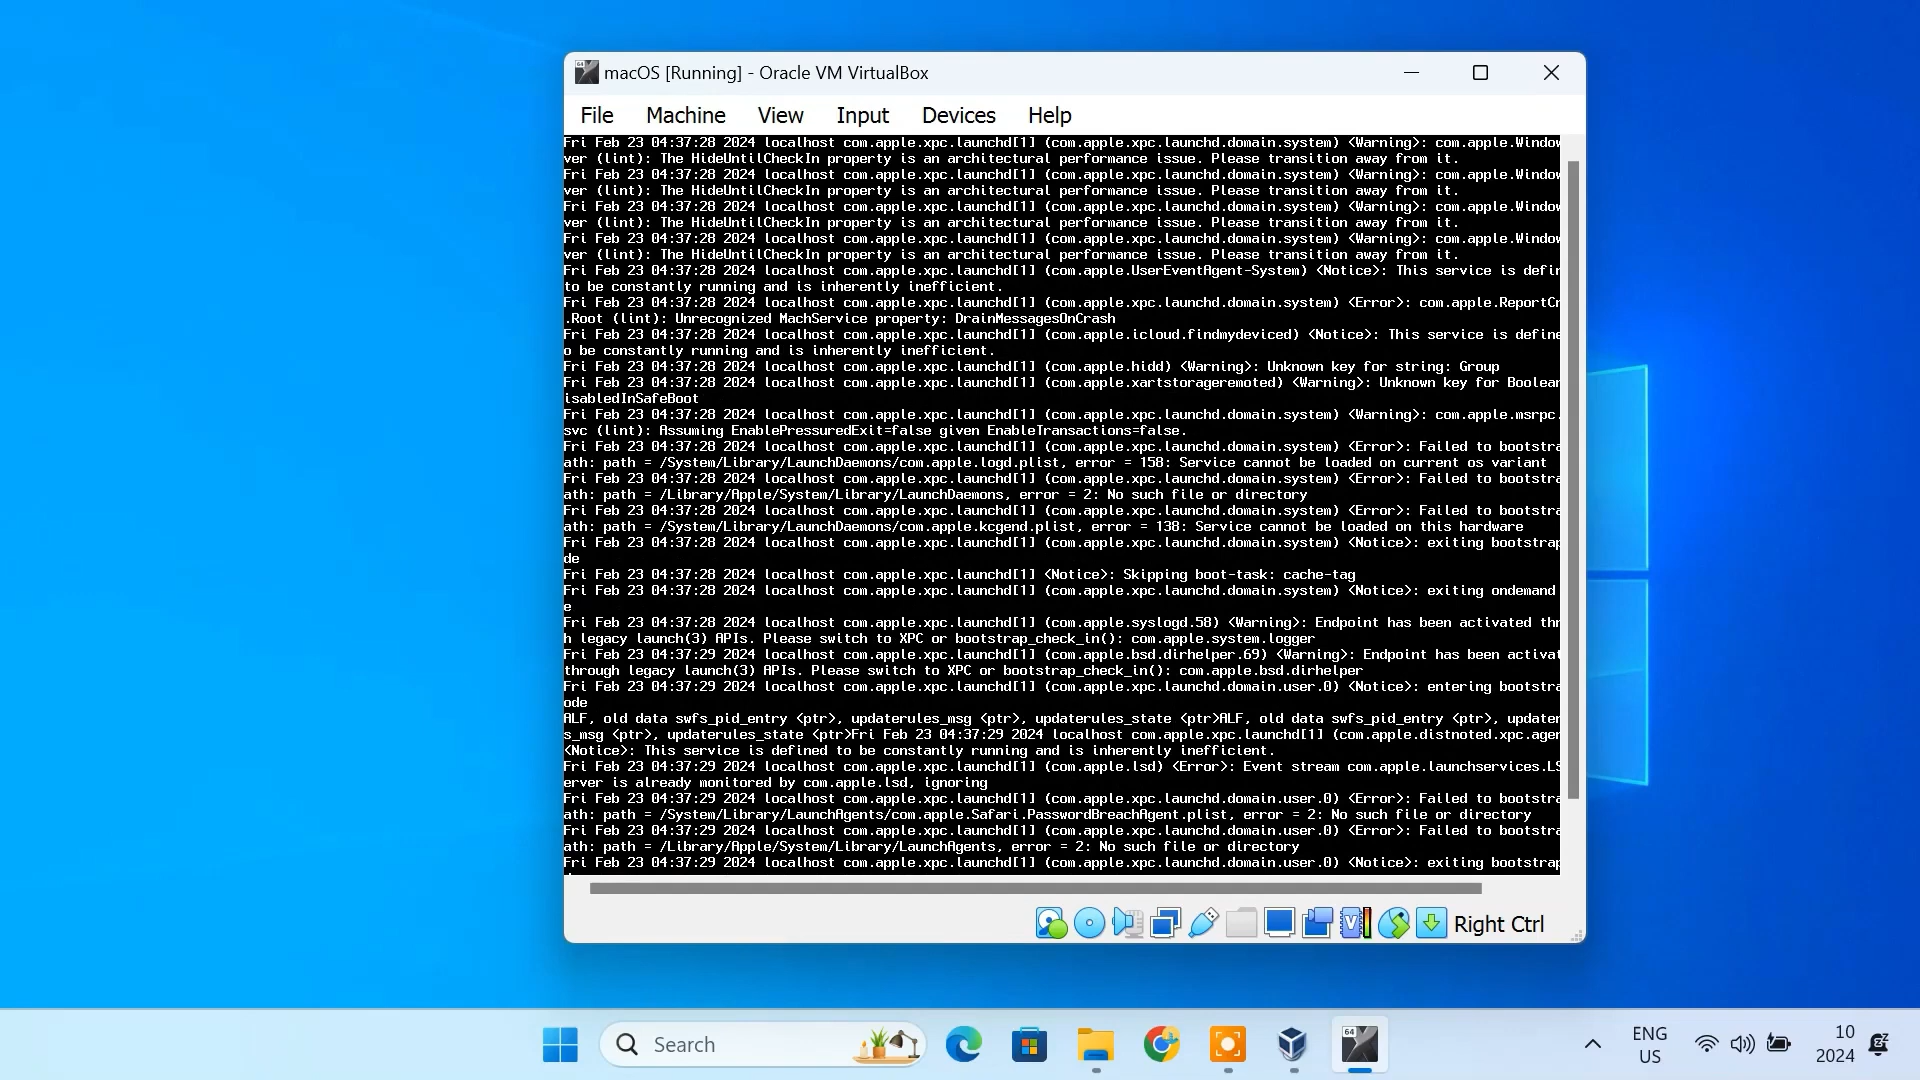 macOS [Running] - Oracle VM VirtualBox
File Machine View Input Devices Help
Fri Feb 23 04:37:28 2024 localhost com.apple.xpc.launchd[1] (com.apple.xpc.launchd.domain.system) <Warning>: com.apple.Window
ver (lint): The HideUntilCheckIn property is an architectural performance issue. Please transition away from it.
Fri Feb 23 04:37:28 2024 localhost com.apple.xpc.launchd[1] (com.apple.xpc.launchd.domain.system) <Warning>: com.apple.Window
ver (lint): The HideUntilCheckIn property is an architectural performance issue. Please transition away from it.
Fri Feb 23 04:37:28 2024 localhost com.apple.xpc.launchd[1] (com.apple.xpc.launchd.domain.system) <Warning>: com.apple.Window
ver (lint): The HideUntilCheckIn property is an architectural performance issue. Please transition away from it.
Fri Feb 23 04:37:28 2024 localhost com.apple.xpc.launchd[1] (com.apple.xpc.launchd.domain.system) <Warning>: com.apple.Window
ver (lint): The HideUntilCheckIn property is an architectural performance issue. Please transition away from it.
Fri Feb 23 04:37:28 2024 localhost com.apple.xpc.launchd[1] (com.apple.UserEventAgent-System) <Notice>: This service is defin
to be constantly running and is inherently inefficient.
Fri Feb 23 04:37:28 2024 localhost com.apple.xpc.launchd[1] (com.apple.xpc.launchd.domain.system) <Error>: com.apple.ReportCr
.Root (lint): Unrecognized MachService property: DrainMessagesOnCrash
Fri Feb 23 04:37:28 2024 localhost com.apple.xpc.launchd[1] (com.apple.icloud.findmydeviced) <Notice>: This service is define
o be constantly running and is inherently inefficient.
Fri Feb 23 04:37:28 2024 localhost com.apple.xpc.launchd[1] (com.apple.hidd) <Warning>: Unknown key for string: Group
Fri Feb 23 04:37:28 2024 localhost com.apple.xpc.launchd[1] (com.apple.xartstorageremoted) <Warning>: Unknown key for Boolean
isabledInSafeBoot
Fri Feb 23 04:37:28 2024 localhost com.apple.xpc.launchd[1] (com.apple.xpc.launchd.domain.system) <Warning>: com.apple.msrpc.
svc (lint): Assuming EnablePressuredExit=false given EnableTransactions=false.
Fri Feb 23 04:37:28 2024 localhost com.apple.xpc.launchd[1] (com.apple.xpc.launchd.domain.system) <Error>: Failed to bootstra
ath: path = /System/Library/LaunchDaemons/com.apple.logd.plist, error = 158: Service cannot be loaded on current os variant
Fri Feb 23 04:37:28 2024 localhost com.apple.xpc.launchd[1] (com.apple.xpc.launchd.domain.system) <Error>: Failed to bootstra
ath: path = /Library/Apple/System/Library/LaunchDaemons, error = 2: No such file or directory
Fri Feb 23 04:37:28 2024 localhost com.apple.xpc.launchd[1] (com.apple.xpc.launchd.domain.system) <Error>: Failed to bootstra
ath: path = /System/Library/LaunchDaemons/com.apple.kcgend.plist, error = 138: Service cannot be loaded on this hardware
Fri Feb 23 04:37:28 2024 localhost com.apple.xpc.launchd[1] (com.apple.xpc.launchd.domain.system) <Notice>: exiting bootstrap
de
Fri Feb 23 04:37:28 2024 localhost com.apple.xpc.launchd[1] <Notice>: Skipping boot-task: cache-tag
Fri Feb 23 04:37:28 2024 localhost com.apple.xpc.launchd[1] (com.apple.xpc.launchd.domain.system) <Notice>: exiting ondemand
e
Fri Feb 23 04:37:28 2024 localhost com.apple.xpc.launchd[1] (com.apple.syslogd.58) <Warning>: Endpoint has been activated thr
h legacy launch(3) APIs. Please switch to XPC or bootstrap_check_in(): com.apple.system.logger
Fri Feb 23 04:37:29 2024 localhost com.apple.xpc.launchd[1] (com.apple.bsd.dirhelper.69) <Warning>: Endpoint has been activat
through legacy launch(3) APIs. Please switch to XPC or bootstrap_check_in(): com.apple.bsd.dirhelper
Fri Feb 23 04:37:29 2024 localhost com.apple.xpc.launchd[1] (com.apple.xpc.launchd.domain.user.0) <Notice>: entering bootstra
ode
ALF, old data swfs_pid_entry <ptr>, updaterules_msg <ptr>, updaterules_state <ptr>ALF, old data swfs_pid_entry <ptr>, updater
s_msg <ptr>, updaterules_state <ptr>Fri Feb 23 04:37:29 2024 localhost com.apple.xpc.launchd[1] (com.apple.distnoted.xpc.agen
<Notice>: This service is defined to be constantly running and is inherently inefficient.
Fri Feb 23 04:37:29 2024 localhost com.apple.xpc.launchd[1] (com.apple.lsd) <Error>: Event stream com.apple.launchservices.LS
erver is already monitored by com.apple.lsd, ignoring
Fri Feb 23 04:37:29 2024 localhost com.apple.xpc.launchd[1] (com.apple.xpc.launchd.domain.user.0) <Error>: Failed to bootstra
ath: path = /System/Library/LaunchAgents/com.apple.Safari.PasswordBreachAgent.plist, error = 2: No such file or directory
Fri Feb 23 04:37:29 2024 localhost com.apple.xpc.launchd[1] (com.apple.xpc.launchd.domain.user.0) <Error>: Failed to bootstra
ath: path = /Library/Apple/System/Library/LaunchAgents, error = 2: No such file or directory
Fri Feb 23 04:37:29 2024 localhost com.apple.xpc.launchd[1] (com.apple.xpc.launchd.domain.user.0) <Notice>: exiting bootstrap
Right Ctrl
Search
64
ENG
US
10
2024